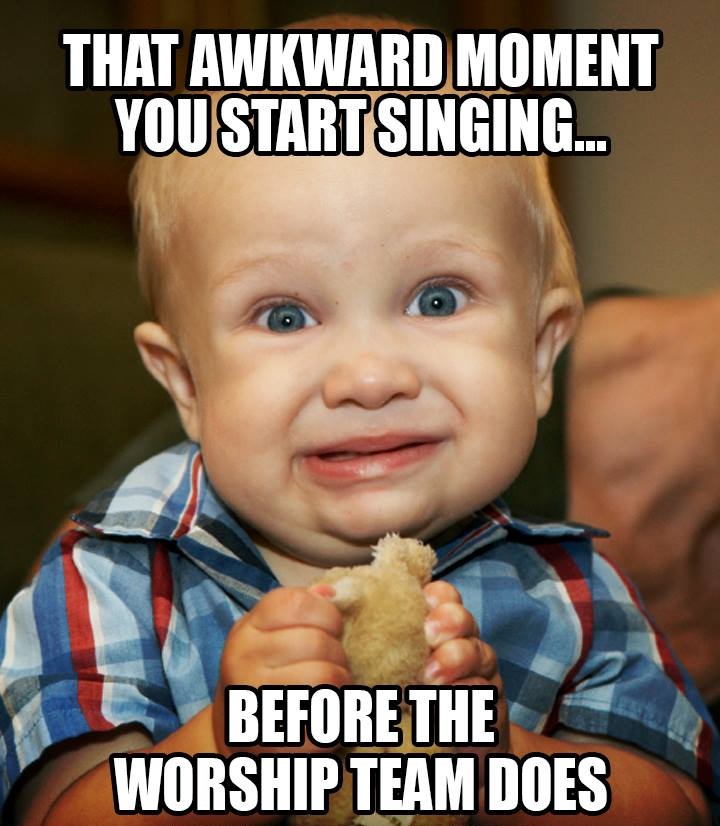 THAT AWKWARD MOMENT
YOU START SINGING...
BEFORE THE
WORSHIP TEAM DOES